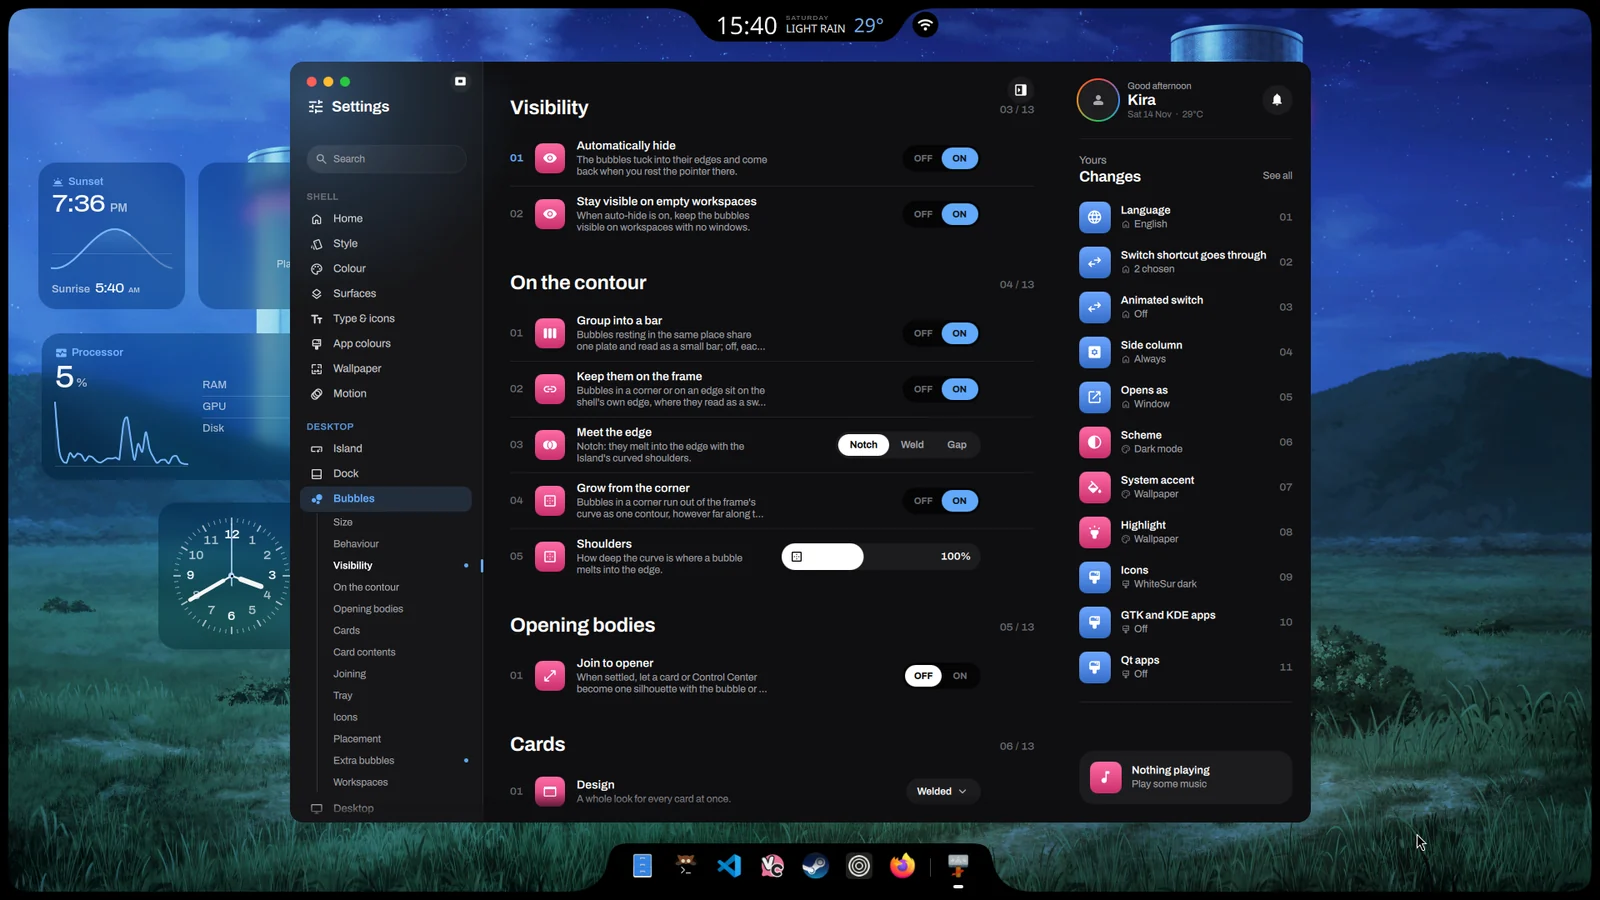 15:40
SATURDAY
LIGHT RAIN
29°
Sunset
7:36 PM
Sunrise 5:40 AM
Pla
Processor
5%
RAM
GPU
Disk
12
1
2
3
4
5
6
7
8
9
10
11
Settings
Search
SHELL
Home
Style
Colour
Surfaces
Type & icons
App colours
Wallpaper
Motion
DESKTOP
Island
Dock
Bubbles
Size
Behaviour
Visibility
On the contour
Opening bodies
Cards
Card contents
Joining
Tray
Icons
Placement
Extra bubbles
Workspaces
Desktop
Visibility
03 / 13
01
Automatically hide
The bubbles tuck into their edges and come
back when you rest the pointer there.
OFF ON
02
Stay visible on empty workspaces
When auto-hide is on, keep the bubbles
visible on workspaces with no windows.
OFF ON
On the contour
04 / 13
01
Group into a bar
Bubbles resting in the same place share
one plate and read as a small bar; off, eac...
OFF ON
02
Keep them on the frame
Bubbles in a corner or on an edge sit on the
shell's own edge, where they read as a sw...
OFF ON
03
Meet the edge
Notch: they melt into the edge with the
Island's curved shoulders.
Notch Weld Gap
04
Grow from the corner
Bubbles in a corner run out of the frame's
curve as one contour, however far along t...
OFF ON
05
Shoulders
How deep the curve is where a bubble
melts into the edge.
100%
Opening bodies
05 / 13
01
Join to opener
When settled, let a card or Control Center
become one silhouette with the bubble or ...
OFF ON
Cards
06 / 13
01
Design
A whole look for every card at once.
Welded
Good afternoon
Kira
Sat 14 Nov · 29°C
Yours
Changes
See all
Language
English
01
Switch shortcut goes through
2 chosen
02
Animated switch
Off
03
Side column
Always
04
Opens as
Window
05
Scheme
Dark mode
06
System accent
Wallpaper
07
Highlight
Wallpaper
08
Icons
WhiteSur dark
09
GTK and KDE apps
Off
10
Qt apps
Off
11
Nothing playing
Play some music